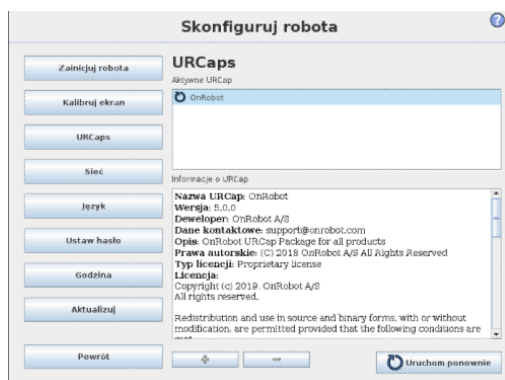 Skonfiguruj robota
?
Zainicjuj robota
Kalibruj ekran
URCaps
Sieć
Język
Ustaw hasło
Godzina
Aktualizuj
Powrót
URCaps
Aktywne URCap
OnRobot
Informacje o URCap
Nazwa URCap: OnRobot
Wersja: 5.0.0
Deweloper: OnRobot A/S
Dane kontaktowe: support@onrobot.com
Opis: OnRobot URCap Package for all products
Prawa autorskie: (C) 2018 OnRobot A/S All Rights Reserved
Typ licencji: Proprietary license
Licencja:
Copyright (c) 2019. OnRobot A/S
All rights reserved.
Redistribution and use in source and binary forms, with or without
modification, are permitted provided that the following conditions are
+
-
Uruchom ponownie